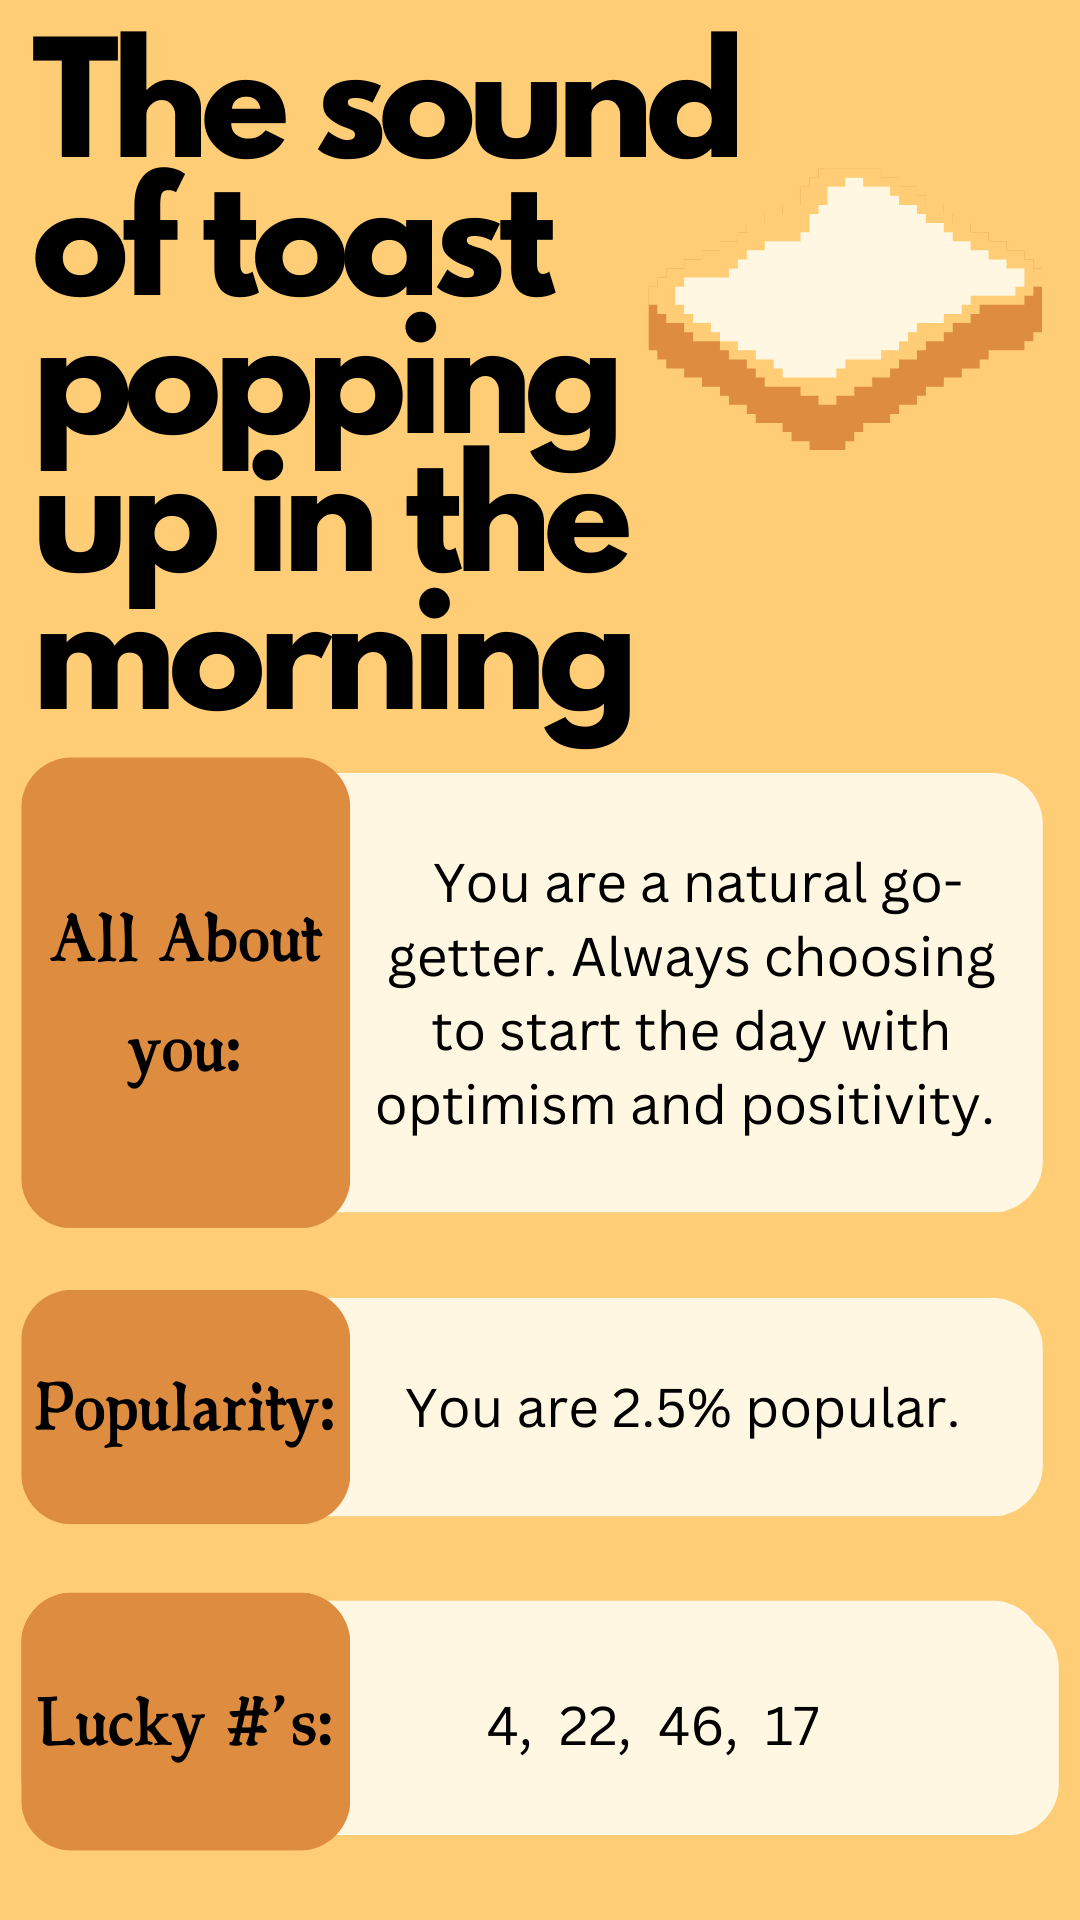 The sound
of toast
popping
up in the
morning
All About
you:
You are a natural go-
getter. Always choosing
to start the day with
optimism and positivity.
Popularity:
You are 2.5% popular.
Lucky #’s:
4, 22, 46, 17